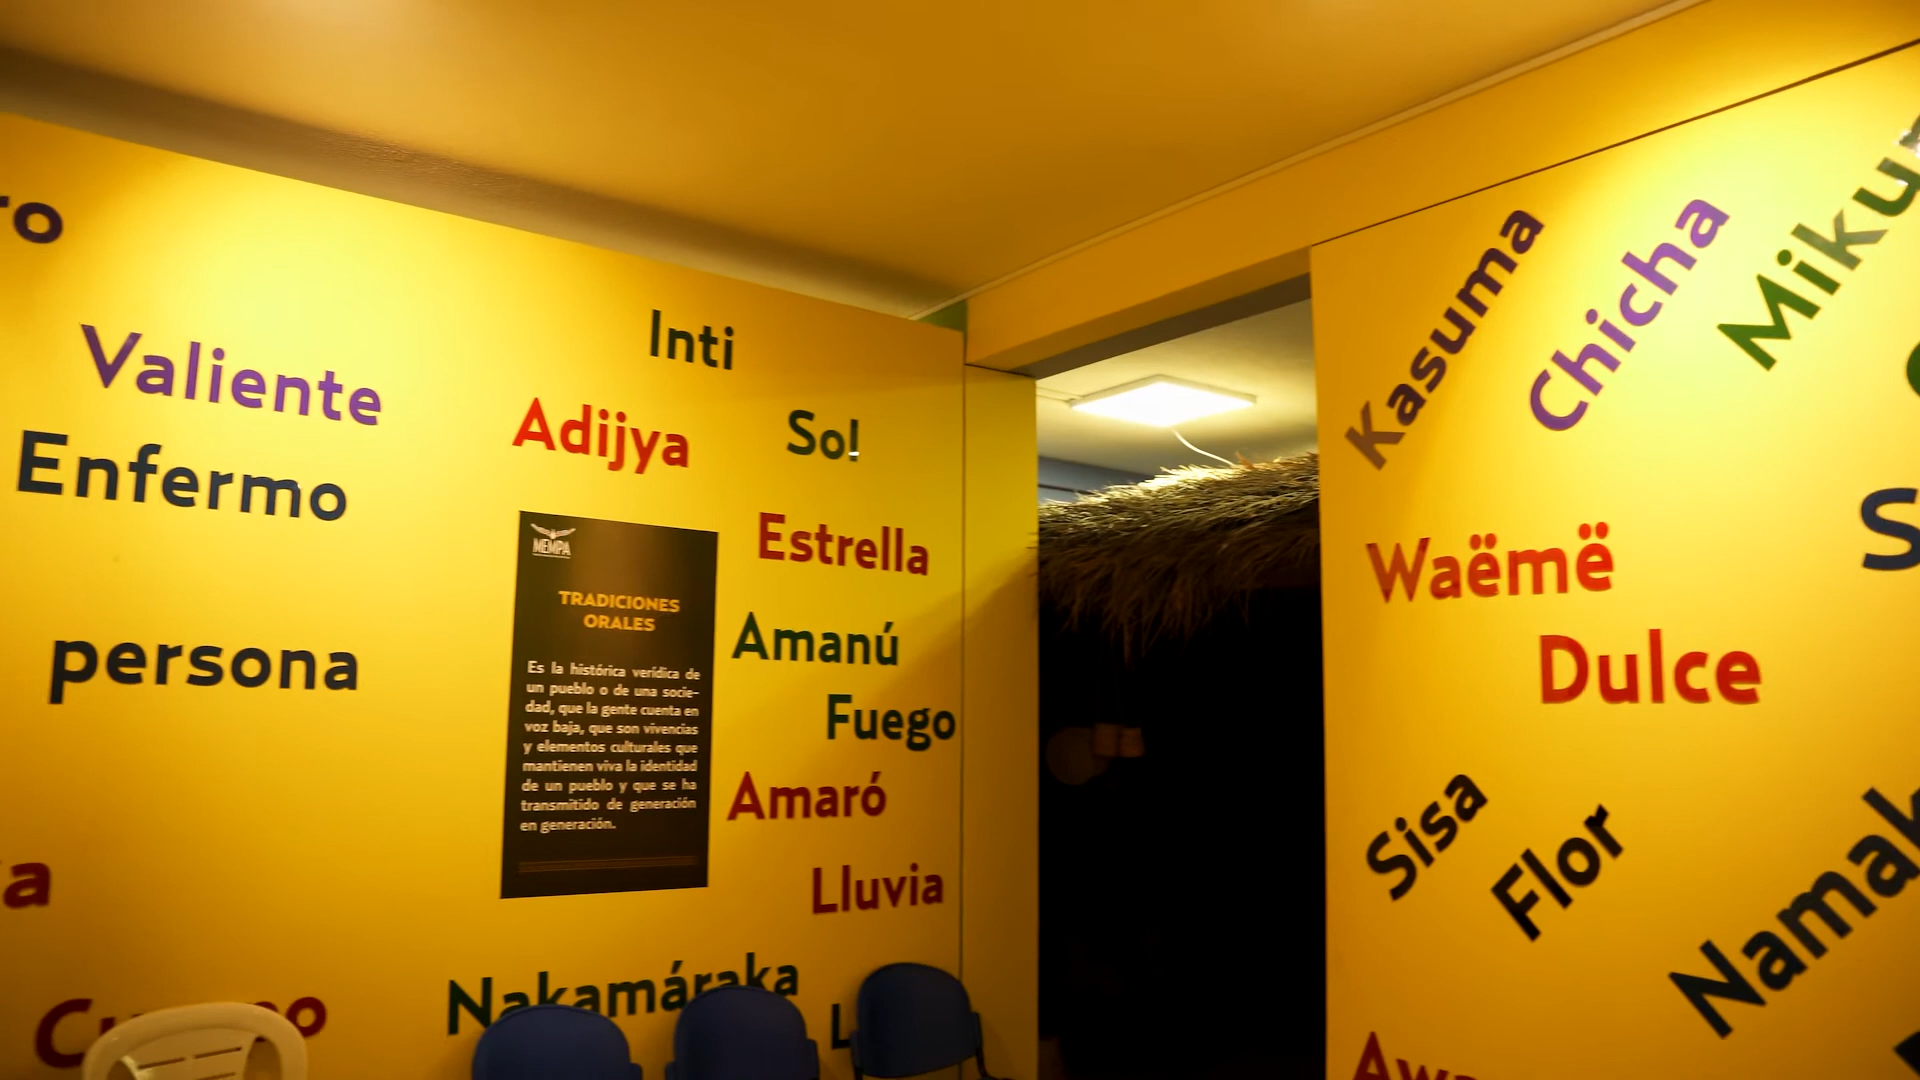 Valiente
Enfermo
persona
Inti
Adijya
Sol
Estrella
MEMPA
TRADICIONES
ORALES
Es la histórica verídica de
un pueblo o de una socie-
dad, que la gente cuenta en
voz baja, que son vivencias
y elementos culturales que
mantienen viva la identidad
de un pueblo y que se ha
transmitido de generación
en generación.
Amanú
Fuego
Amaró
Lluvia
Nakamáraka
Kasuma
Chicha
Waëmë
Dulce
Sisa
Flor